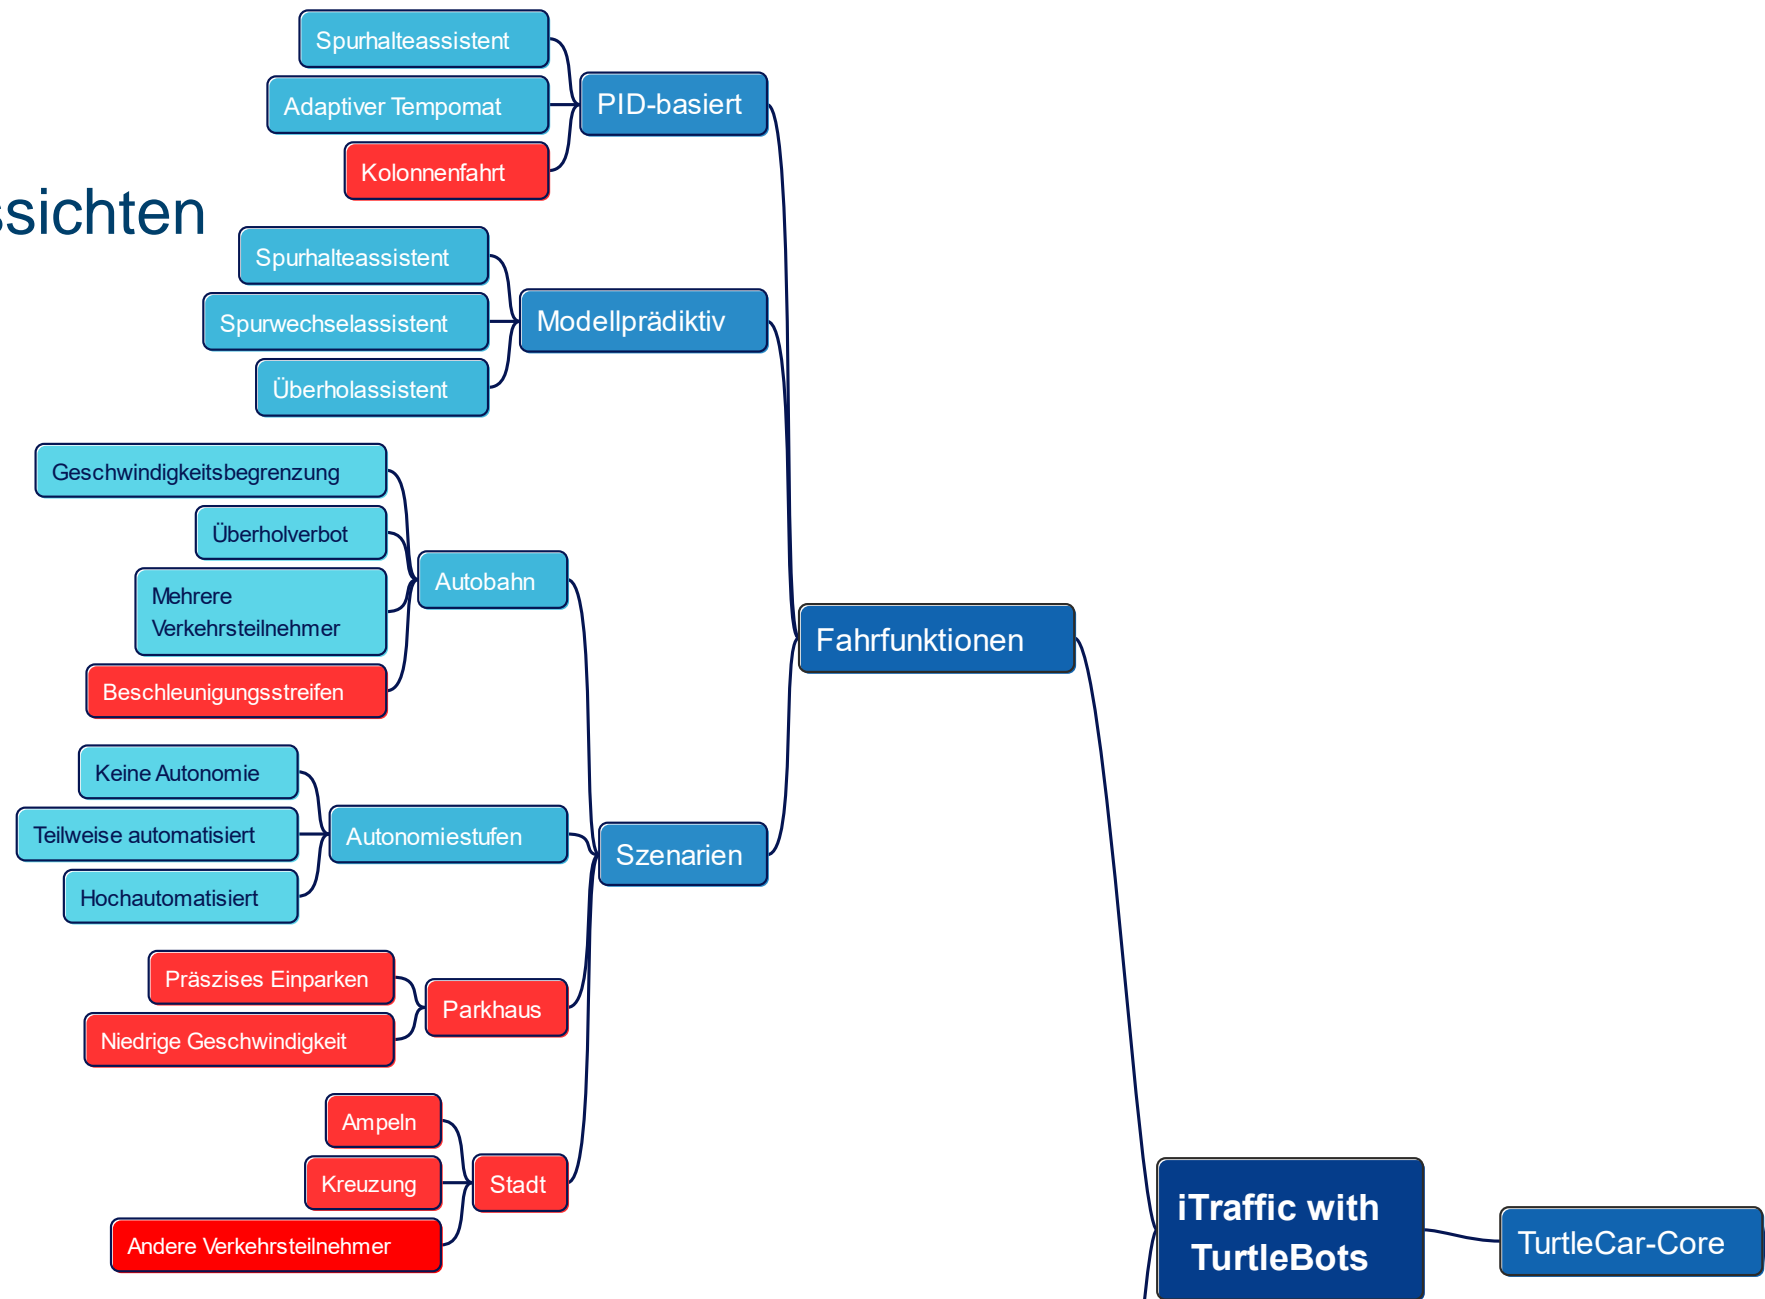 Spurhalteassistent
Adaptiver Tempomat
Kolonnenfahrt
PID-basiert
ssichten
Spurhalteassistent
Spurwechselassistent
Überholassistent
Modellprädiktiv
Geschwindigkeitsbegrenzung
Überholverbot
Mehrere
Verkehrsteilnehmer
Beschleunigungsstreifen
Autobahn
Fahrfunktionen
Keine Autonomie
Teilweise automatisiert
Hochautomatisiert
Autonomiestufen
Szenarien
Präszises Einparken
Niedrige Geschwindigkeit
Parkhaus
Ampeln
Kreuzung
Andere Verkehrsteilnehmer
Stadt
iTraffic with
TurtleBots
TurtleCar-Core